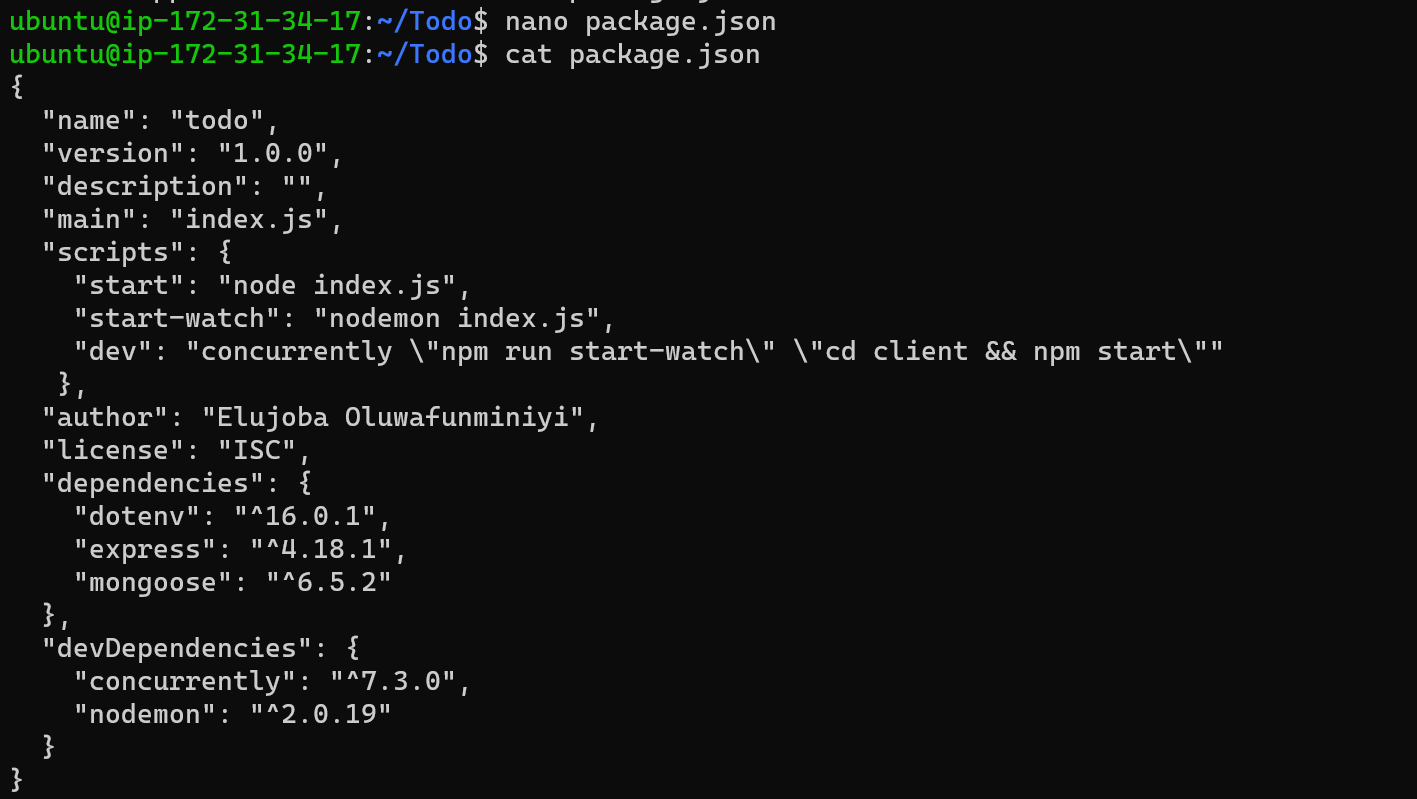 ubuntu@ip-172-31-34-17:~/Todo$ nano package.json
ubuntu@ip-172-31-34-17:~/Todo$ cat package.json
{
  "name": "todo",
  "version": "1.0.0",
  "description": "",
  "main": "index.js",
  "scripts": {
    "start": "node index.js",
    "start-watch": "nodemon index.js",
    "dev": "concurrently \"npm run start-watch\" \"cd client && npm start\""
   },
  "author": "Elujoba Oluwafunminiyi",
  "license": "ISC",
  "dependencies": {
    "dotenv": "^16.0.1",
    "express": "^4.18.1",
    "mongoose": "^6.5.2"
  },
  "devDependencies": {
    "concurrently": "^7.3.0",
    "nodemon": "^2.0.19"
  }
}